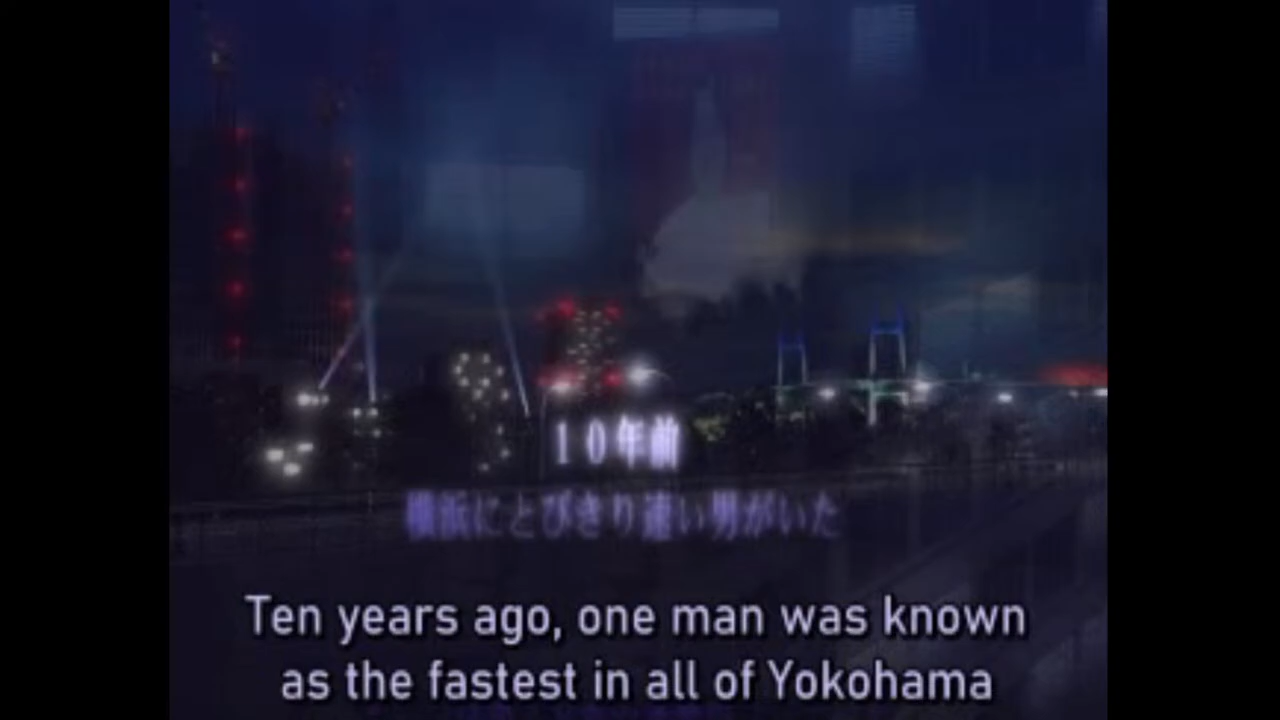 10年前
横浜にとびきり速い男がいた
Ten years ago, one man was known
as the fastest in all of Yokohama